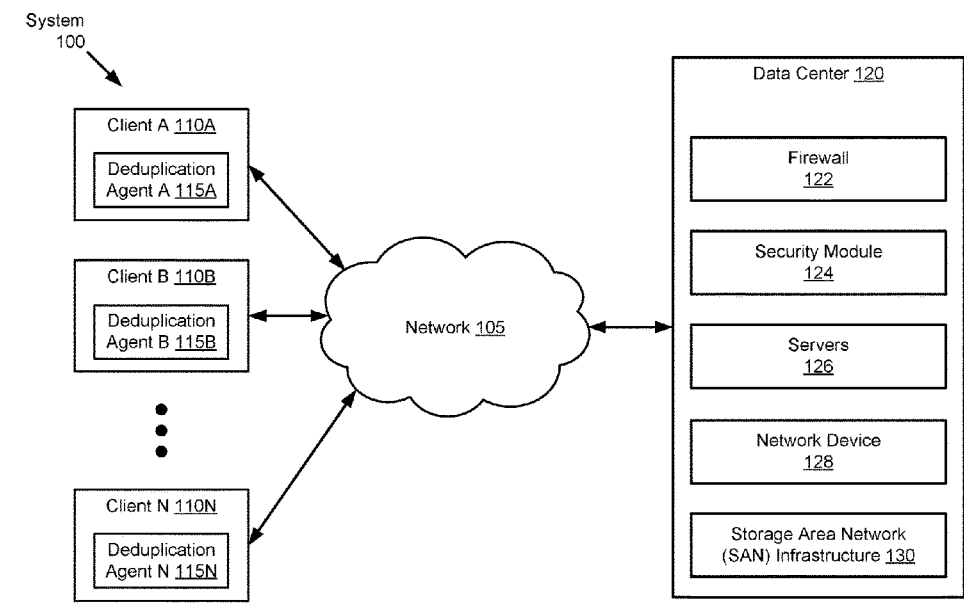 System
100
Client A 110A
Deduplication
Agent A 115A
Client B 110B
Deduplication
Agent B 115B
Client N 110N
Deduplication
Agent N 115N
Network 105
Data Center 120
Firewall
122
Security Module
124
Servers
126
Network Device
128
Storage Area Network
(SAN) Infrastructure 130